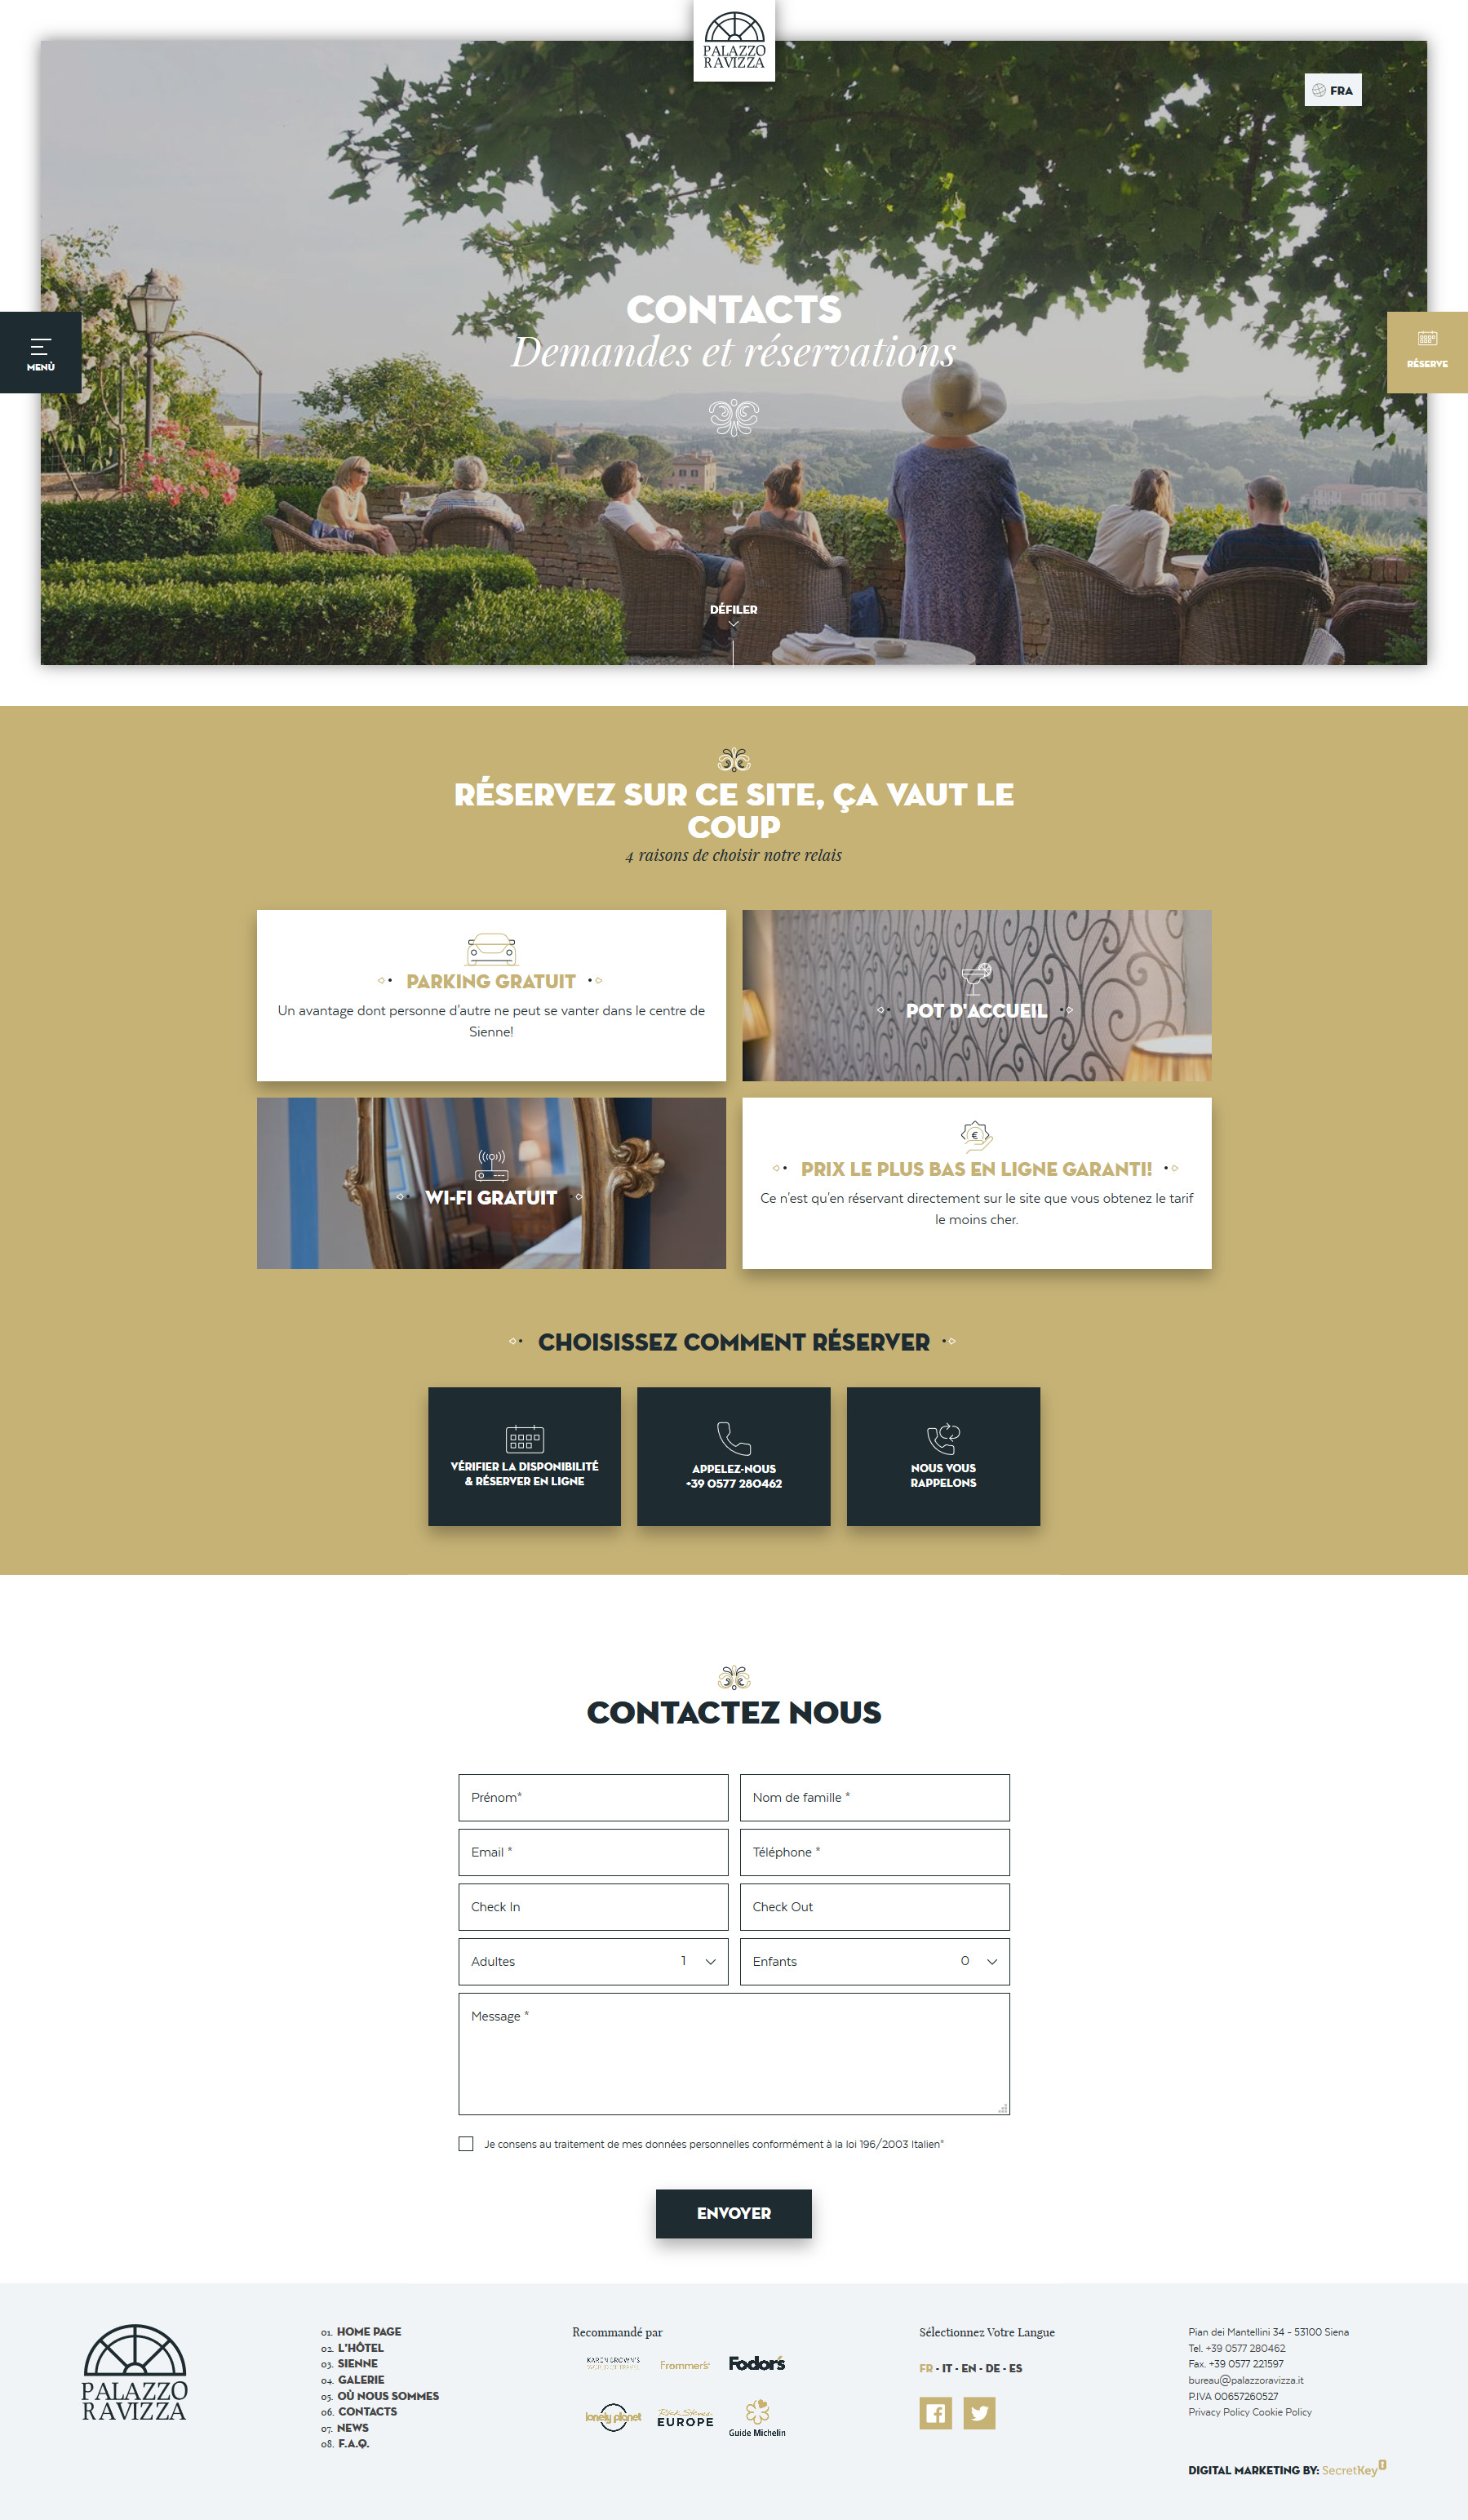 PALAZZO
RAVIZZA
FRA
CONTACTS
Demandes et réservations
MENÙ
RÉSERVE
DÉFILER
RÉSERVEZ SUR CE SITE, ÇA VAUT LE
COUP
4 raisons de choisir notre relais
PARKING GRATUIT
Un avantage dont personne d'autre ne peut se vanter dans le centre de
Sienne!
POT D'ACCUEIL
WI-FI GRATUIT
PRIX LE PLUS BAS EN LIGNE GARANTI!
Ce n'est qu'en réservant directement sur le site que vous obtenez le tarif
le moins cher.
CHOISISSEZ COMMENT RÉSERVER
VÉRIFIER LA DISPONIBILITÉ
& RÉSERVER EN LIGNE
APPELEZ-NOUS
+39 0577 280462
NOUS VOUS
RAPPELONS
CONTACTEZ NOUS
Prénom*
Nom de famille *
Email *
Téléphone *
Check In
Check Out
Adultes 1
Enfants 0
Message *
Je consens au traitement de mes données personnelles conformément à la loi 196/2003 Italien*
ENVOYER
PALAZZO
RAVIZZA
01. HOME PAGE
02. L'HÔTEL
03. SIENNE
04. GALERIE
05. OÙ NOUS SOMMES
06. CONTACTS
07. NEWS
08. F.A.Q.
Recommandé par
KAREN BROWN'S
WORLD OF TRAVEL
Frommer's
Fodor's
lonely planet
Rick Steves'
EUROPE
Guide Michelin
Sélectionnez Votre Langue
FR - IT - EN - DE - ES
Pian dei Mantellini 34 - 53100 Siena
Tel. +39 0577 280462
Fax. +39 0577 221597
bureau@palazzoravizza.it
P.IVA 00657260527
Privacy Policy Cookie Policy
DIGITAL MARKETING BY: SecretKey